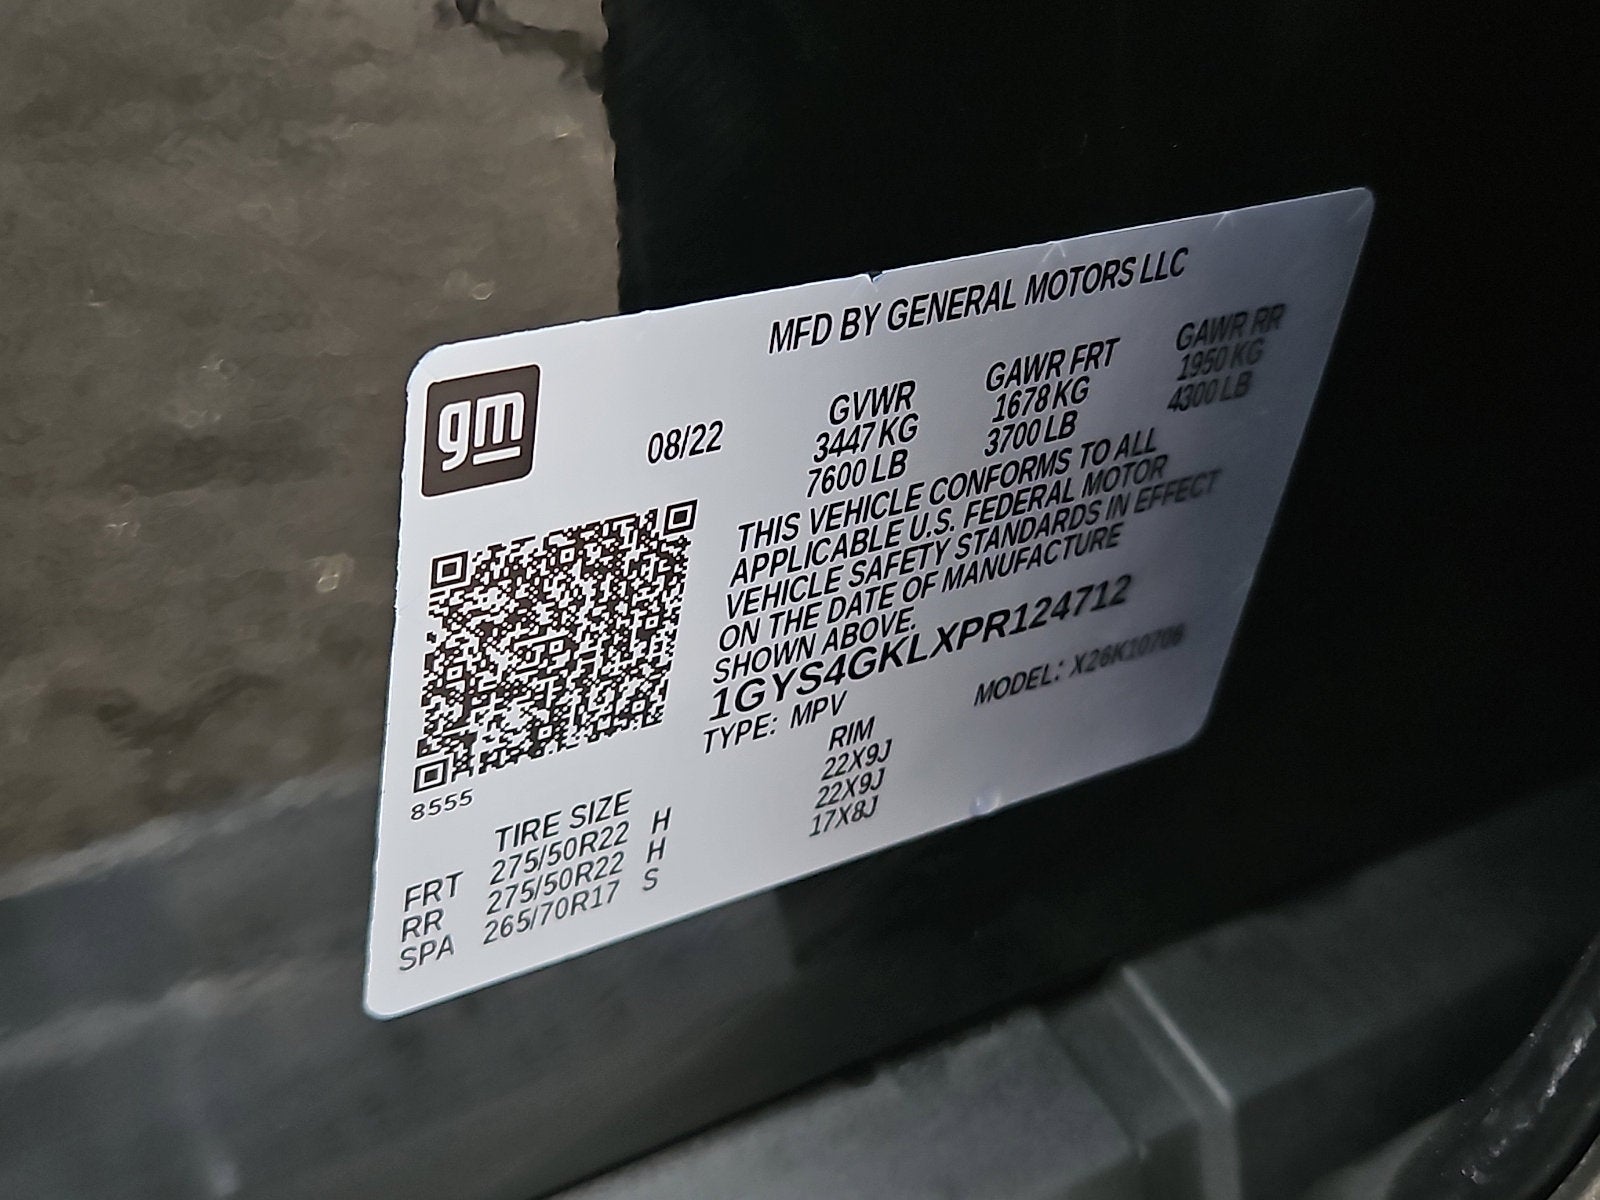 MFD BY GENERAL MOTORS LLC
gm
08/22
GVWR GAWR FRT GAWR RR
3447 KG 1678 KG 1950 KG
7600 LB 3700 LB 4300 LB
THIS VEHICLE CONFORMS TO ALL
APPLICABLE U.S. FEDERAL MOTOR
VEHICLE SAFETY STANDARDS IN EFFECT
ON THE DATE OF MANUFACTURE
SHOWN ABOVE.
1GYS4GKLXPR124712
TYPE: MPV MODEL: X26K10706
8555
TIRE SIZE RIM
FRT 275/50R22 H 22X9J
RR 275/50R22 H 22X9J
SPA 265/70R17 S 17X8J